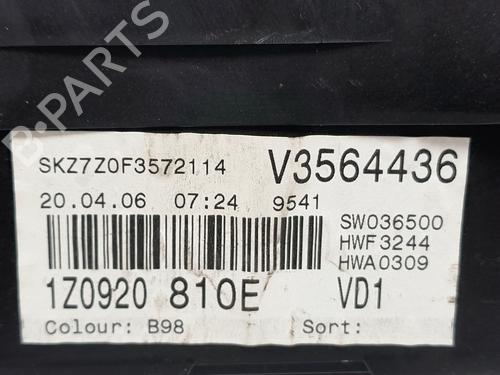 B-PARTS
SKZ7Z0F3572114 V3564436
20.04.06 07:24 9541
SW036500
HWF3244
HWA0309
1Z0920 810E VD1
Colour: B98 Sort: